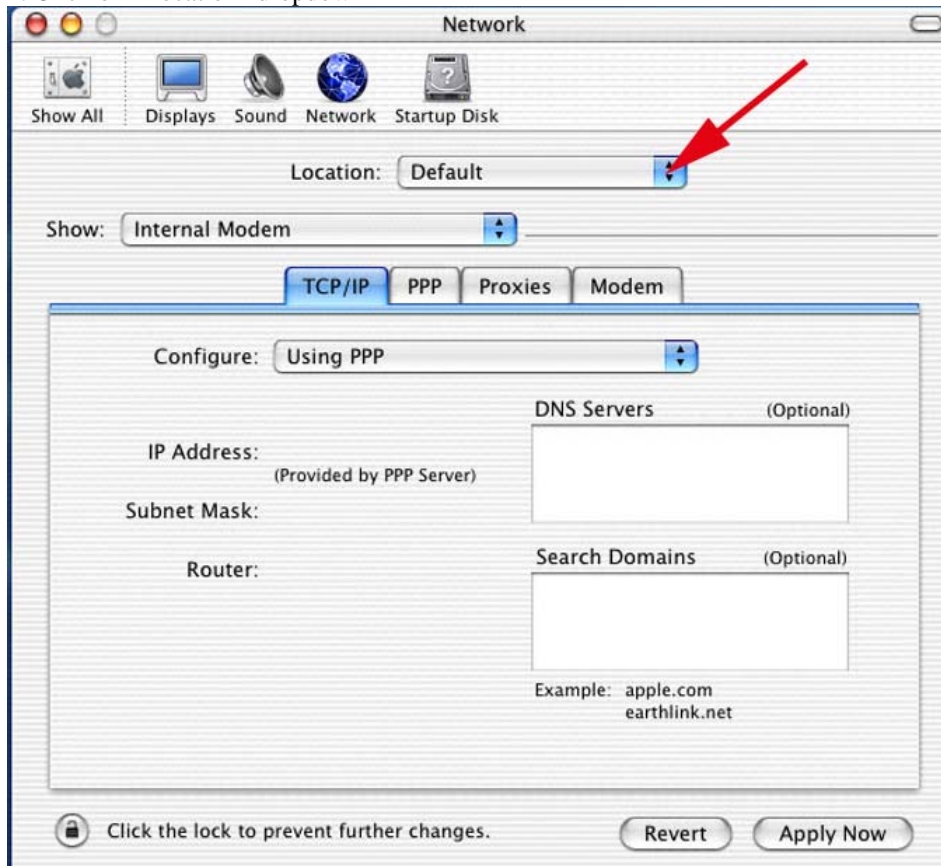 Network
Show All Displays Sound Network Startup Disk
Location: Default
Show: Internal Modem
TCP/IP PPP Proxies Modem
Configure: Using PPP
DNS Servers (Optional)
IP Address:
(Provided by PPP Server)
Subnet Mask:
Search Domains (Optional)
Router:
Example: apple.com
earthlink.net
Click the lock to prevent further changes. Revert Apply Now